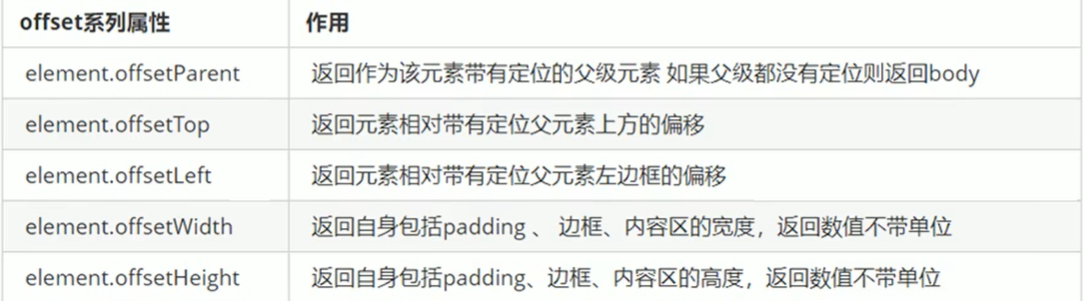 offset系列属性 作用
element.offsetParent 返回作为该元素带有定位的父级元素 如果父级都没有定位则返回body
element.offsetTop 返回元素相对带有定位父元素上方的偏移
element.offsetLeft 返回元素相对带有定位父元素左边框的偏移
element.offsetWidth 返回自身包括padding 、 边框、内容区的宽度，返回数值不带单位
element.offsetHeight 返回自身包括padding、边框、内容区的高度，返回数值不带单位